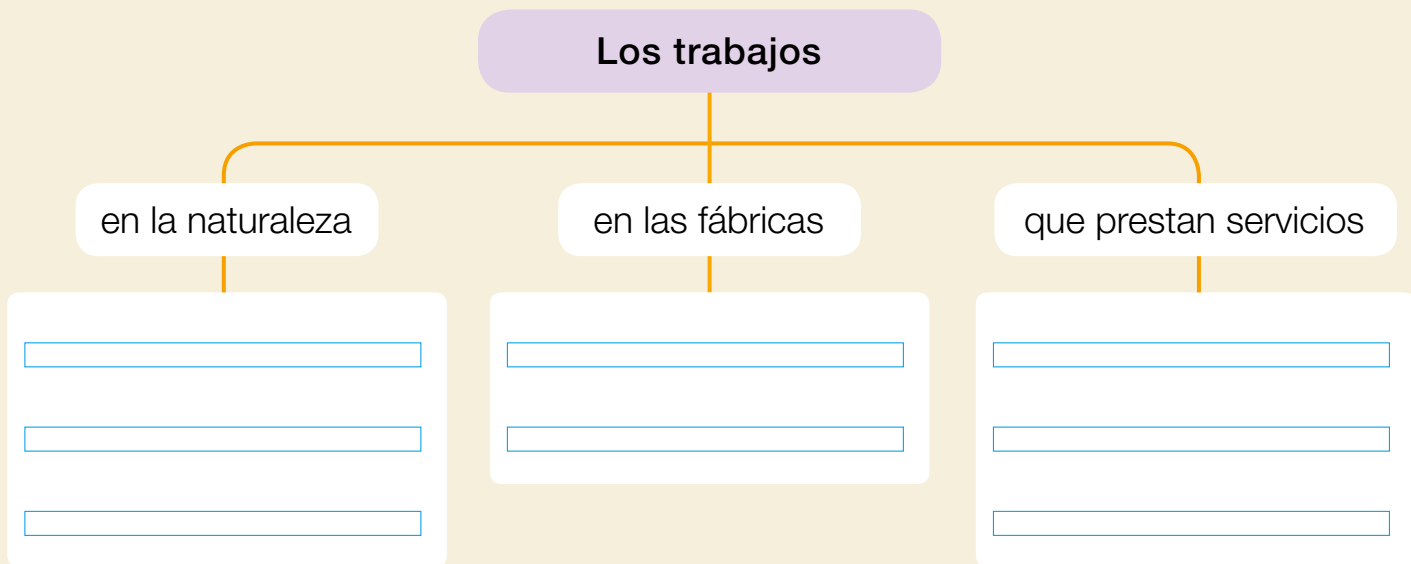 Los trabajos
en la naturaleza
en las fábricas
que prestan servicios